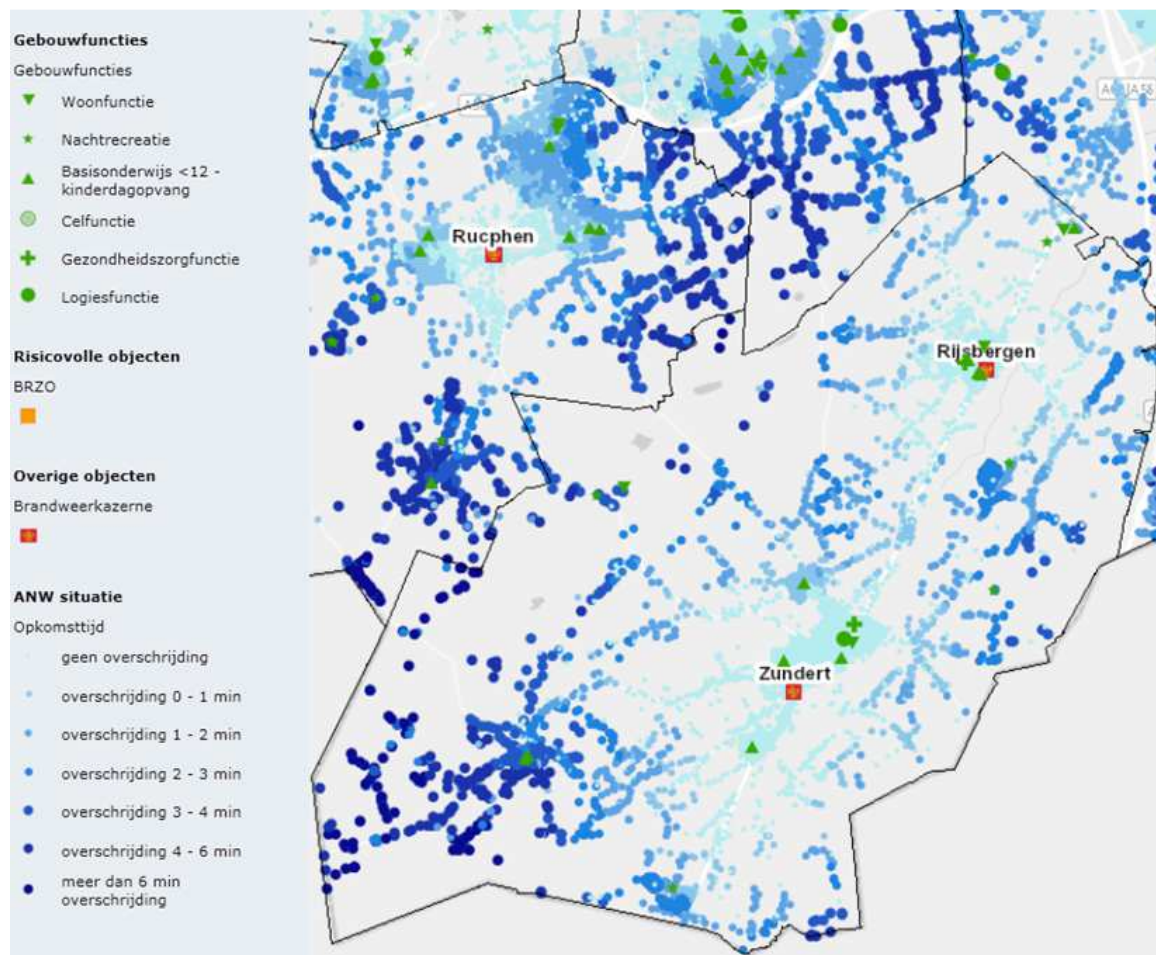 Gebouwfuncties
Gebouwfuncties
Woonfunctie
Nachtrecreatie
Basisonderwijs <12 -
kinderdagopvang
Celfunctie
Gezondheidszorgfunctie
Logiesfunctie
Risicovolle objecten
BRZO
Overige objecten
Brandweerkazerne
ANW situatie
Opkomsttijd
geen overschrijding
overschrijding 0 - 1 min
overschrijding 1 - 2 min
overschrijding 2 - 3 min
overschrijding 3 - 4 min
overschrijding 4 - 6 min
meer dan 6 min
overschrijding
Rucphen
Rijsbergen
Zundert